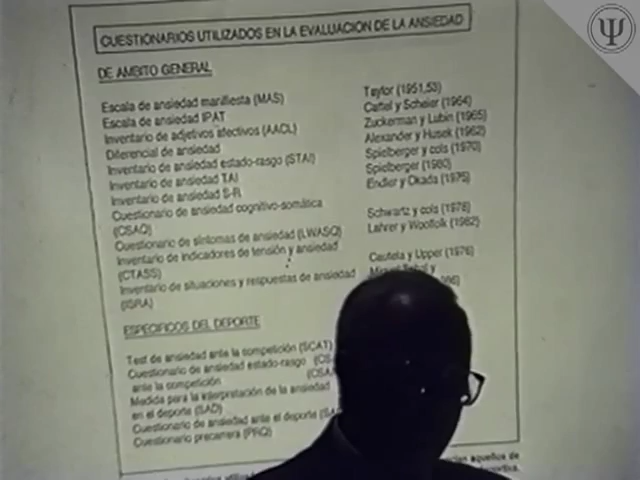 CUESTIONARIOS UTILIZADOS EN LA EVALUACION DE LA ANSIEDAD
DE AMBITO GENERAL
Escala de ansiedad manifiesta (MAS) Taylor (1951,53)
Escala de ansiedad IPAT Cattel y Scheier (1964)
Inventario de adjetivos afectivos (AACL) Zuckerman y Lubin (1965)
Diferencial de ansiedad Alexander y Husek (1962)
Inventario de ansiedad estado-rasgo (STAI) Spielberger y cols (1970)
Inventario de ansiedad TAI Spielberger (1980)
Inventario de ansiedad S-R Endler y Okada (1975)
Cuestionario de ansiedad cognitivo-somática
(CSAQ) Schwartz y cols (1978)
Cuestionario de síntomas de ansiedad (LWASQ) Lehrer y Woolfolk (1982)
Inventario de indicadores de tensión y ansiedad
(CTASS) Cautela y Upper (1976)
Inventario de situaciones y respuestas de ansiedad
(ISRA)
ESPECIFICOS DEL DEPORTE
Test de ansiedad ante la competición (SCAT)
Cuestionario de ansiedad estado-rasgo
ante la competición
Medida para la interpretación de la ansiedad
en el deporte (SAD)
Cuestionario de ansiedad ante el deporte
Cuestionario precarrera (PRQ)
aquellos de